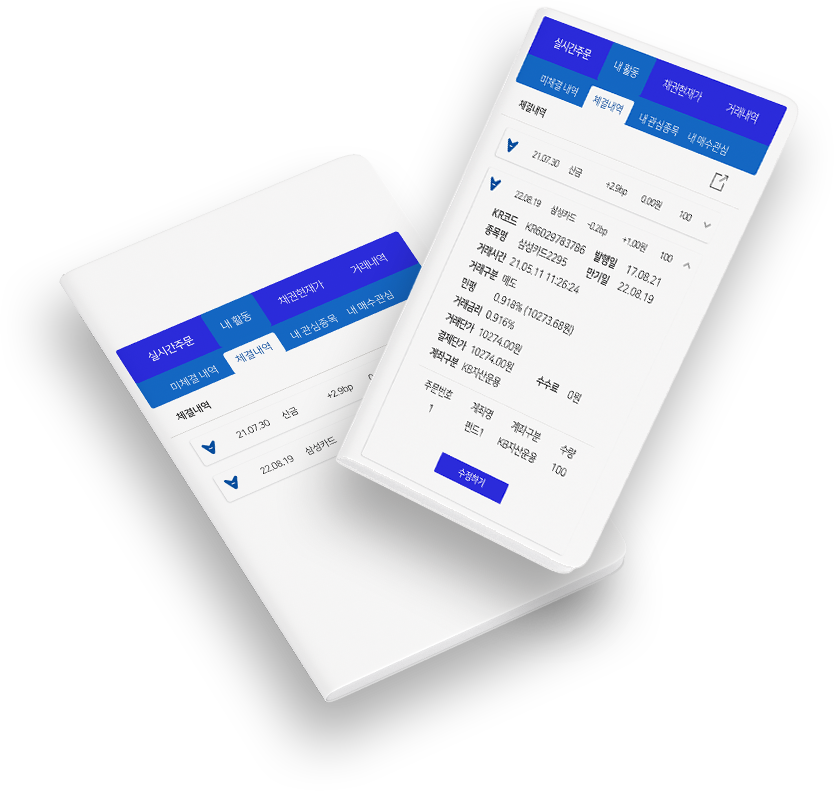 실시간주문 내 활동 채권현재가 거래내역
미체결 내역 체결내역 내 관심종목 내 매수관심
체결내역
21.07.30 신금 +2.9bp 0.00원 100
22.08.19 삼성카드 -0.2bp +1.00원 100
KR코드 KR6029783786 발행일 17.08.21
종목명 삼성카드2295 만기일 22.08.19
거래시간 21.05.11 11:26:24
거래구분 매도
민평 0.918% (10273.68원)
거래금리 0.916%
거래단가 10274.00원
결제단가 10274.00원 수수료 0원
계좌구분 KB자산운용
주문번호 계좌명 계좌구분 수량
1 펀드1 KB자산운용 100
수정하기
실시간주문 내 활동 채권현재가 거래내역
미체결 내역 체결내역 내 관심종목 내 매수관심
체결내역
21.07.30 신금 +2.9bp
22.08.19 삼성카드